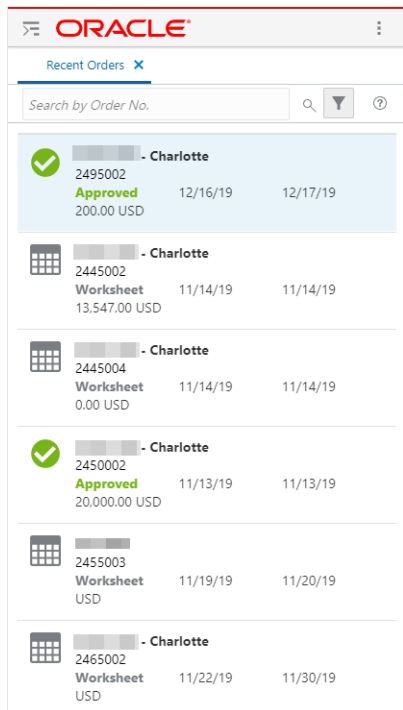 ORACLE
Recent Orders
Search by Order No.
- Charlotte
2495002
Approved 12/16/19 12/17/19
200.00 USD
- Charlotte
2445002
Worksheet 11/14/19 11/14/19
13,547.00 USD
- Charlotte
2445004
Worksheet 11/14/19 11/14/19
0.00 USD
- Charlotte
2450002
Approved 11/13/19 11/13/19
20,000.00 USD
2455003
Worksheet 11/19/19 11/20/19
USD
- Charlotte
2465002
Worksheet 11/22/19 11/30/19
USD